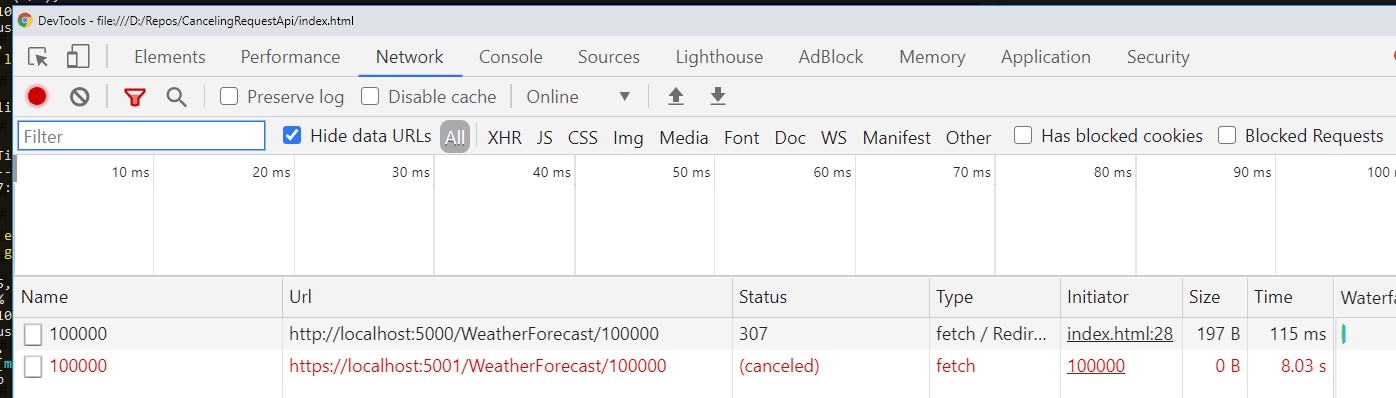 DevTools - file:///D:/Repos/CancelingRequestApi/index.html
Elements Performance Network Console Sources Lighthouse AdBlock Memory Application Security
Preserve log Disable cache Online
Filter Hide data URLs All XHR JS CSS Img Media Font Doc WS Manifest Other Has blocked cookies Blocked Requests
10 ms 20 ms 30 ms 40 ms 50 ms 60 ms 70 ms 80 ms 90 ms 100
Name Url Status Type Initiator Size Time Waterfa
100000 http://localhost:5000/WeatherForecast/100000 307 fetch / Redir... index.html:28 197 B 115 ms
100000 https://localhost:5001/WeatherForecast/100000 (canceled) fetch 100000 0 B 8.03 s